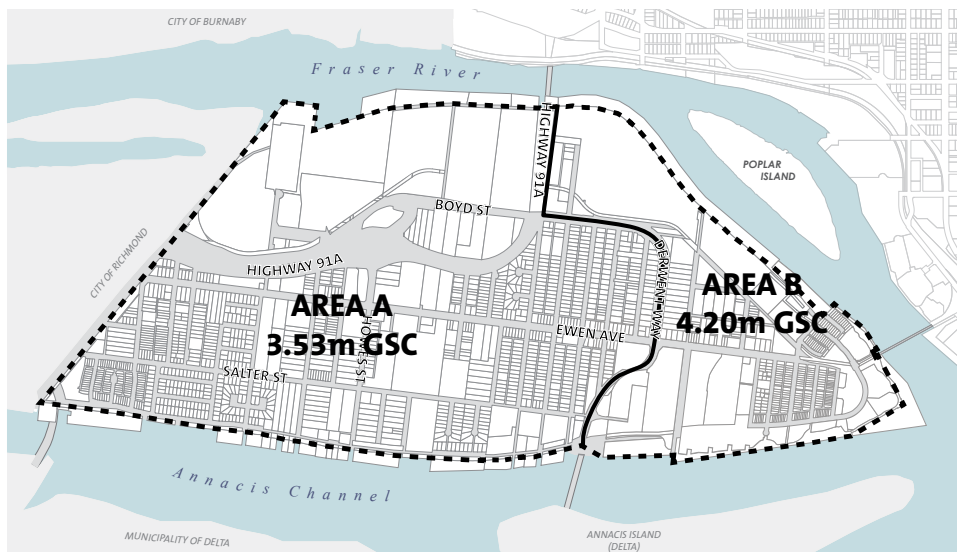 CITY OF BURNABY
Fraser River
HIGHWAY 91A
POPLAR
ISLAND
BOYD ST
CITY OF RICHMOND
HIGHWAY 91A
DERWENT WAY
AREA A
3.53m GSC
AREA B
4.20m GSC
HOWES ST
EWEN AVE
SALTER ST
Annacis Channel
MUNICIPALITY OF DELTA
ANNACIS ISLAND
(DELTA)